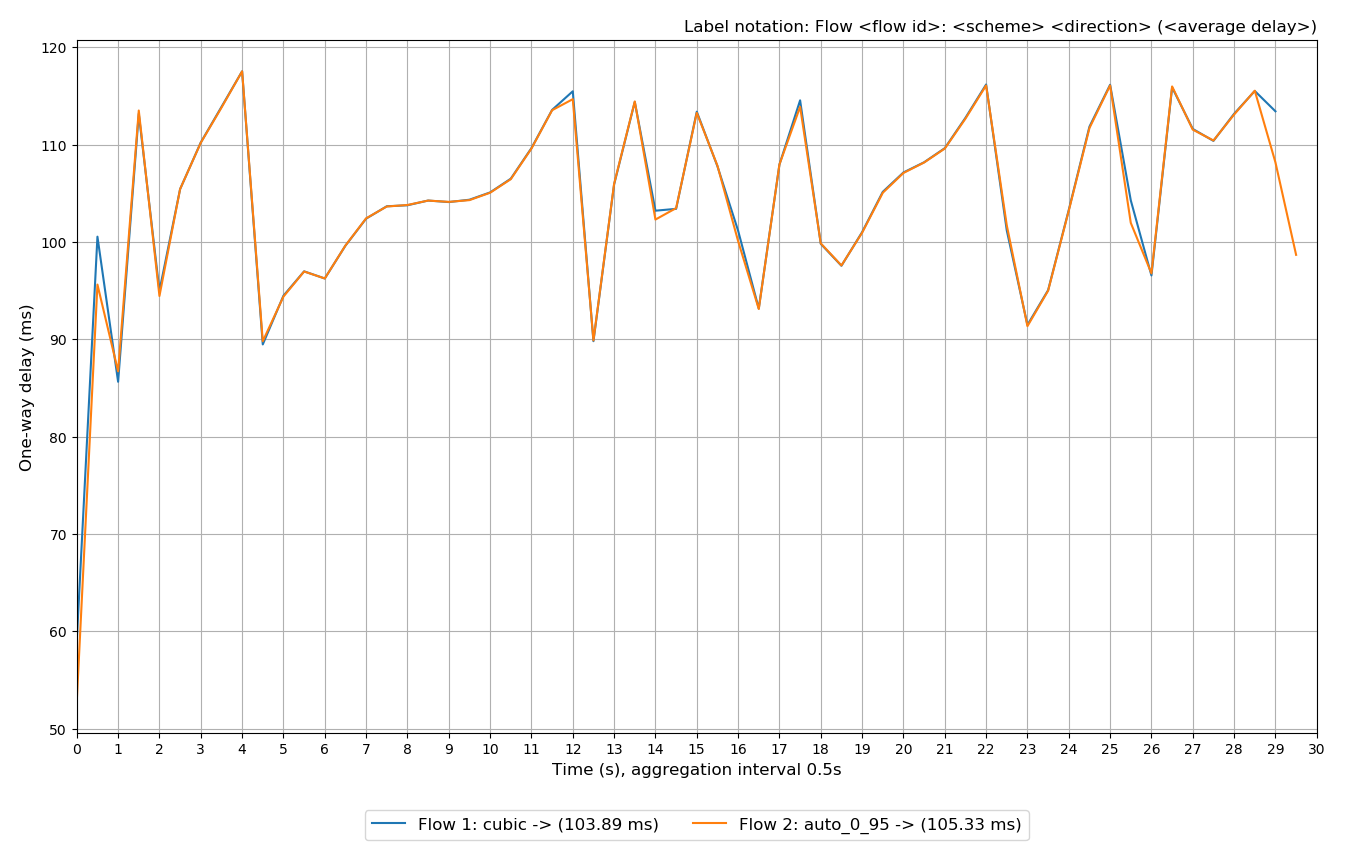 Label notation: Flow <flow id>: <scheme> <direction> (<average delay>)
120
110
100
90
80
70
60
50
One-way delay (ms)
0 1 2 3 4 5 6 7 8 9 10 11 12 13 14 15 16 17 18 19 20 21 22 23 24 25 26 27 28 29 30
Time (s), aggregation interval 0.5s
Flow 1: cubic -> (103.89 ms) Flow 2: auto_0_95 -> (105.33 ms)